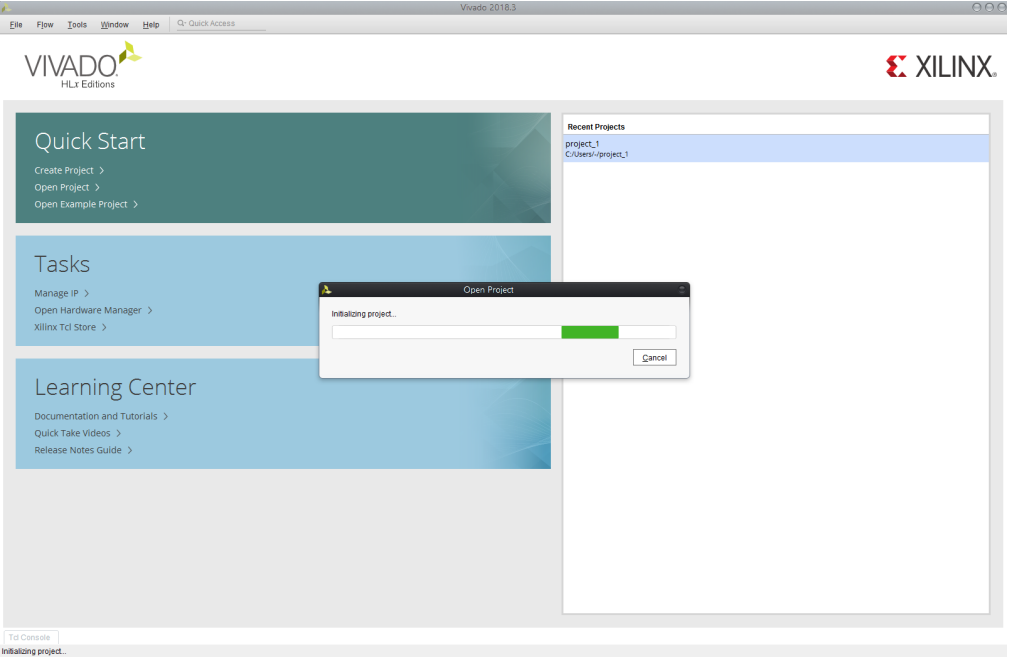 Vivado 2018.3
File Flow Tools Window Help Q- Quick Access
VIVADO.
HLx Editions
XILINX.
Quick Start
Create Project >
Open Project >
Open Example Project >
Tasks
Manage IP >
Open Hardware Manager >
Xilinx Tcl Store >
Learning Center
Documentation and Tutorials >
Quick Take Videos >
Release Notes Guide >
Recent Projects
project_1
C:/Users/-/project_1
Open Project
Initializing project...
Cancel
Tcl Console
Initializing project...